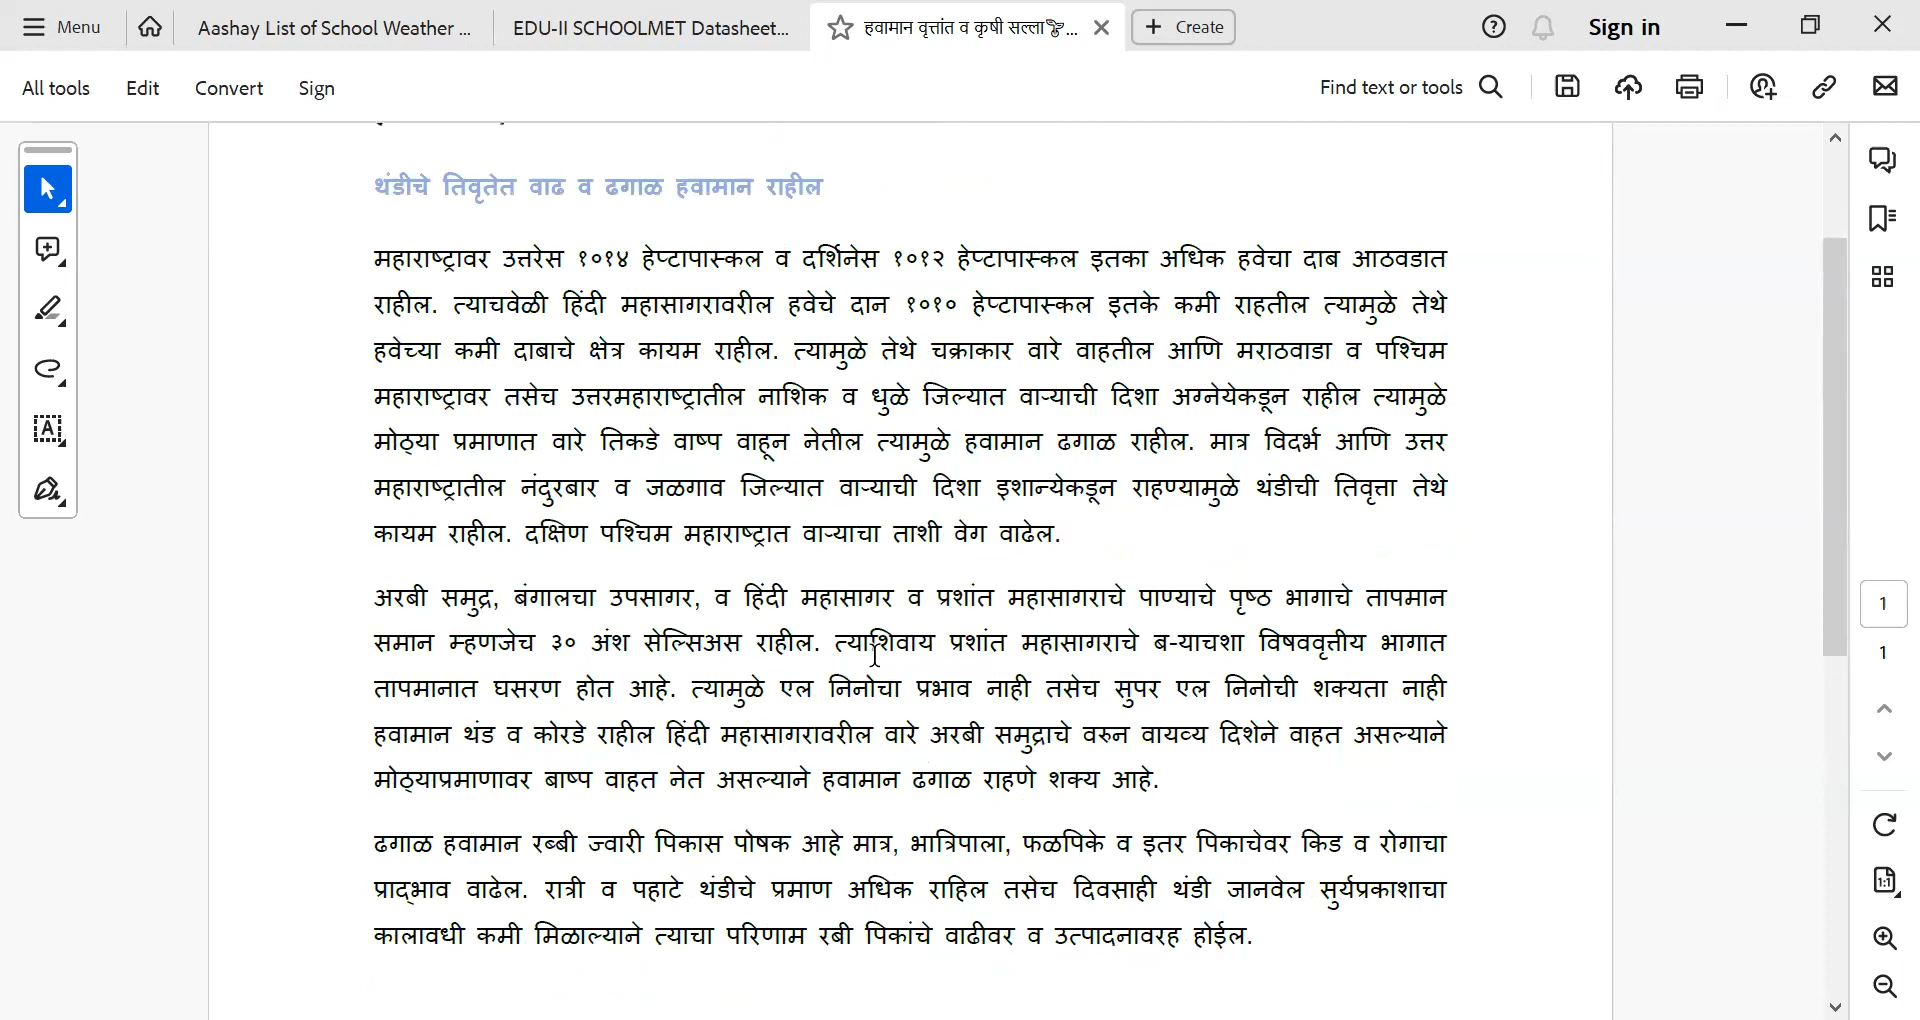 Menu
Aashay List of School Weather ...
EDU-II SCHOOLMET Datasheet...
हवामान वृत्तांत व कृषी सल्ला ...
Create
Sign in
All tools
Edit
Convert
Sign
Find text or tools
थंडीचे तिवृतेत वाढ व ढगाळ हवामान राहील
महाराष्ट्रावर उत्तरेस १०१४ हेप्टापास्कल व दर्शिनेस १०१२ हेप्टापास्कल इतका अधिक हवेचा दाब आठवडात
राहील. त्याचवेळी हिंदी महासागरावरील हवेचे दान १०१० हेप्टापास्कल इतके कमी राहतील त्यामुळे तेथे
हवेच्या कमी दाबाचे क्षेत्र कायम राहील. त्यामुळे तेथे चक्राकार वारे वाहतील आणि मराठवाडा व पश्चिम
महाराष्ट्रावर तसेच उत्तरमहाराष्ट्रातील नाशिक व धुळे जिल्यात वाऱ्याची दिशा अग्नेयेकडून राहील त्यामुळे
मोठ्या प्रमाणात वारे तिकडे वाष्प वाहून नेतील त्यामुळे हवामान ढगाळ राहील. मात्र विदर्भ आणि उत्तर
महाराष्ट्रातील नंदुरबार व जळगाव जिल्यात वाऱ्याची दिशा इशान्येकडून राहण्यामुळे थंडीची तिवृत्ता तेथे
कायम राहील. दक्षिण पश्चिम महाराष्ट्रात वाऱ्याचा ताशी वेग वाढेल.
अरबी समुद्र, बंगालचा उपसागर, व हिंदी महासागर व प्रशांत महासागराचे पाण्याचे पृष्ठ भागाचे तापमान
समान म्हणजेच ३० अंश सेल्सिअस राहील. त्याशिवाय प्रशांत महासागराचे ब-याचशा विषववृत्तीय भागात
तापमानात घसरण होत आहे. त्यामुळे एल निनोचा प्रभाव नाही तसेच सुपर एल निनोची शक्यता नाही
हवामान थंड व कोरडे राहील हिंदी महासागरावरील वारे अरबी समुद्राचे वरुन वायव्य दिशेने वाहत असल्याने
मोठ्याप्रमाणावर बाष्प वाहत नेत असल्याने हवामान ढगाळ राहणे शक्य आहे.
ढगाळ हवामान रब्बी ज्वारी पिकास पोषक आहे मात्र, भात्रिपाला, फळपिके व इतर पिकाचेवर किड व रोगाचा
प्राद्भाव वाढेल. रात्री व पहाटे थंडीचे प्रमाण अधिक राहिल तसेच दिवसाही थंडी जानवेल सुर्यप्रकाशाचा
कालावधी कमी मिळाल्याने त्याचा परिणाम रबी पिकांचे वाढीवर व उत्पादनावरह होईल.
1
1